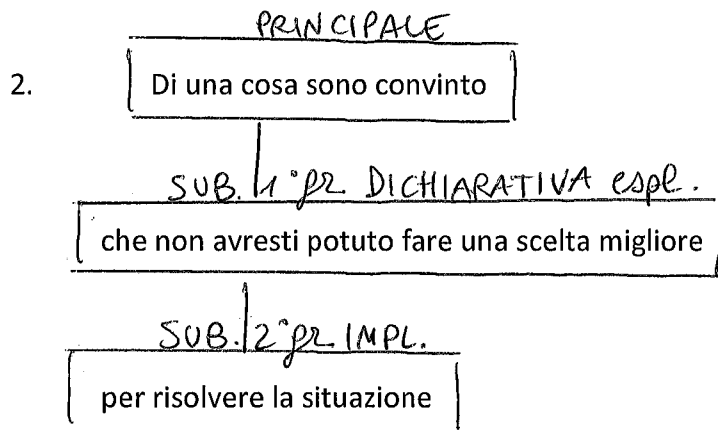 PRINCIPALE
2. Di una cosa sono convinto
SUB. 1° gr. DICHIARATIVA espl.
che non avresti potuto fare una scelta migliore
SUB. 2° gr. IMPL.
per risolvere la situazione